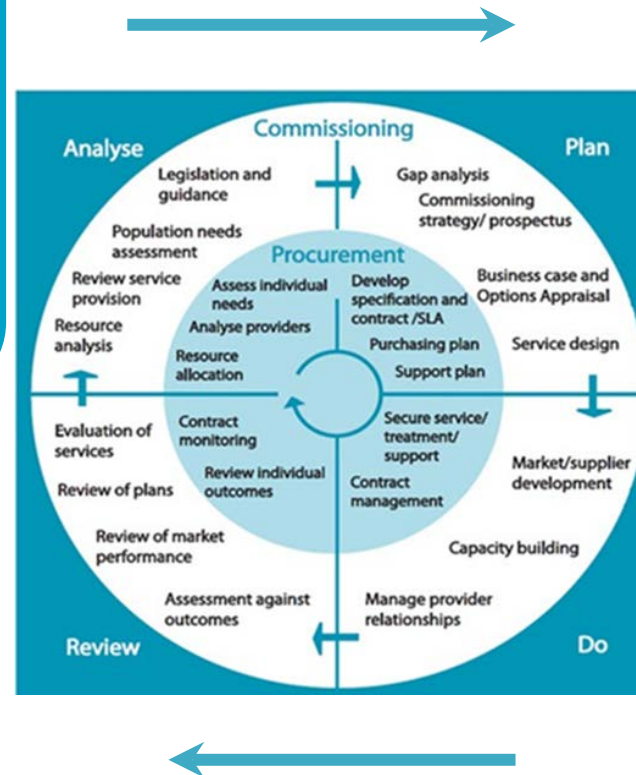 Commissioning
Analyse
Plan
Legislation and
guidance
Population needs
assessment
Review service
provision
Resource
analysis
Gap analysis
Commissioning
strategy/ prospectus
Business case and
Options Appraisal
Service design
Procurement
Assess individual
needs
Analyse providers
Resource
allocation
Develop
specification and
contract /SLA
Purchasing plan
Support plan
Contract
monitoring
Review individual
outcomes
Secure service/
treatment/
support
Contract
management
Evaluation of
services
Review of plans
Review of market
performance
Assessment against
outcomes
Market/supplier
development
Capacity building
Manage provider
relationships
Review
Do